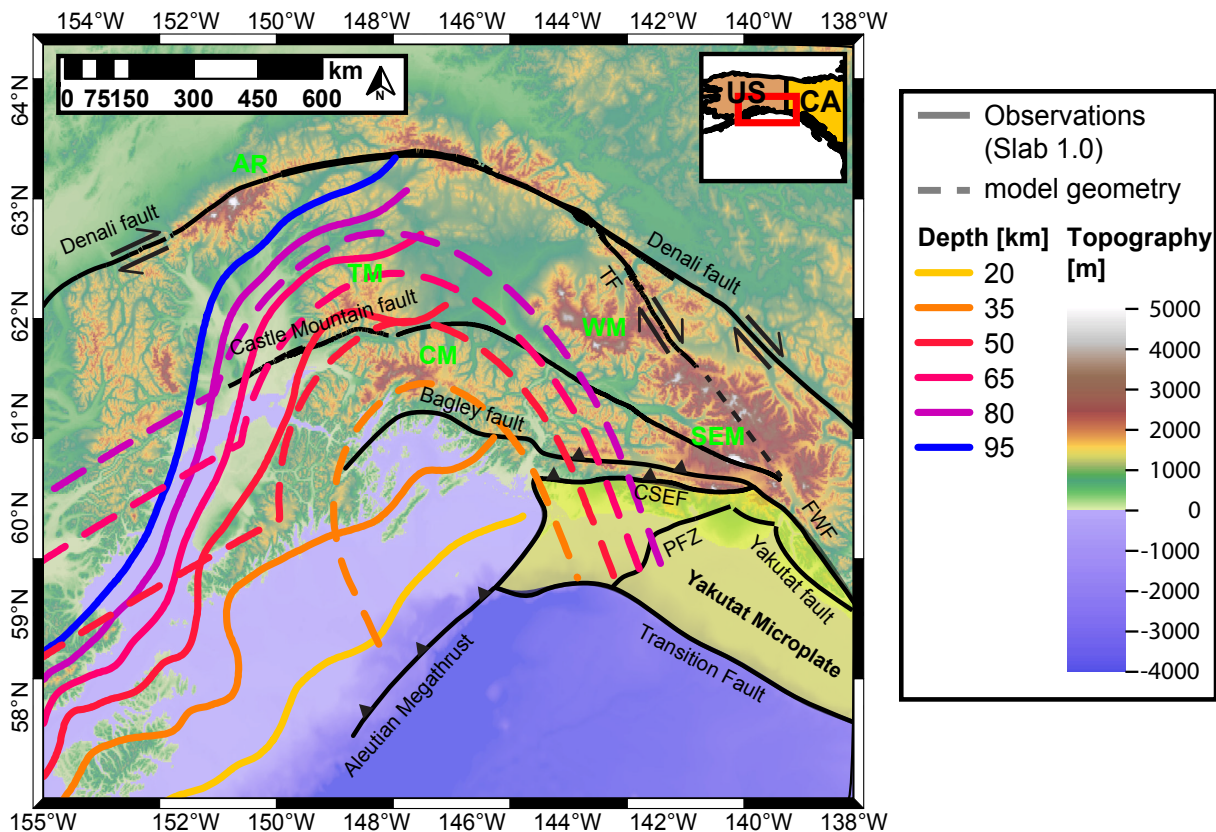 154°W 152°W 150°W 148°W 146°W 144°W 142°W 140°W 138°W
km
0 75 150 300 450 600
N
US CA
64°N
63°N
62°N
61°N
60°N
59°N
58°N
AR
Denali fault
Denali fault
TF
TM
WM
Castle Mountain fault
CM
Bagley fault
SEM
CSEF
FWF
PFZ
Yakutat fault
Yakutat Microplate
Transition Fault
Aleutian Megathrust
155°W 152°W 150°W 148°W 146°W 144°W 142°W 140°W 138°W
Observations
(Slab 1.0)
model geometry
Depth [km]
20
35
50
65
80
95
Topography
[m]
5000
4000
3000
2000
1000
0
-1000
-2000
-3000
-4000